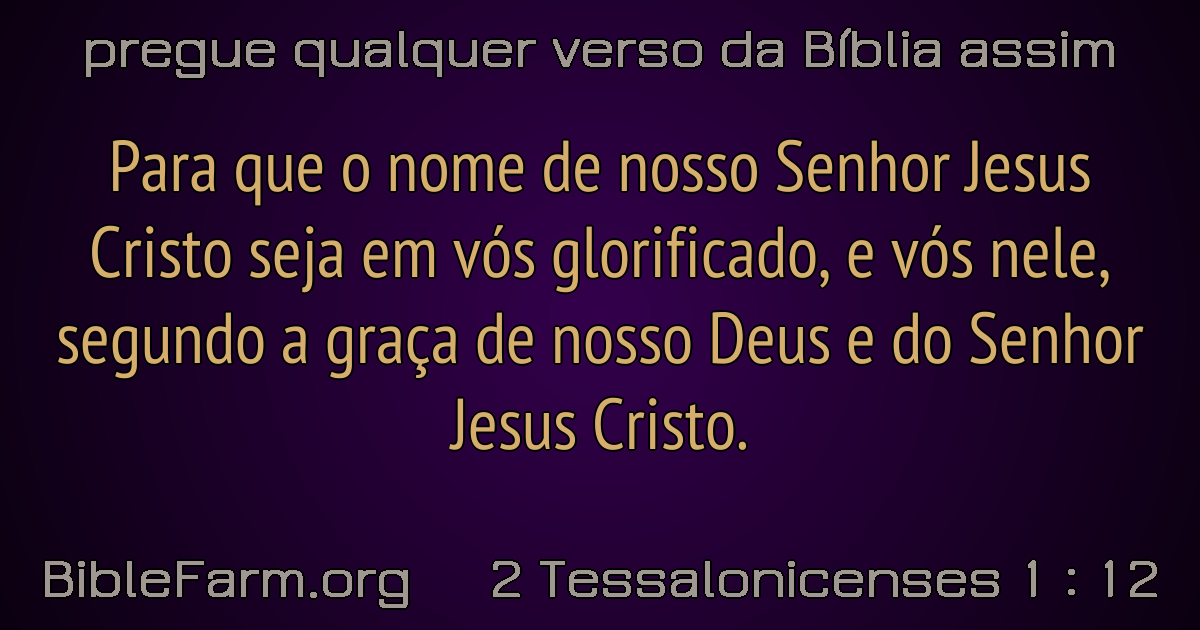 pregue qualquer verso da Bíblia assim
Para que o nome de nosso Senhor Jesus
Cristo seja em vós glorificado, e vós nele,
segundo a graça de nosso Deus e do Senhor
Jesus Cristo.
BibleFarm.org 2 Tessalonicenses 1 : 12